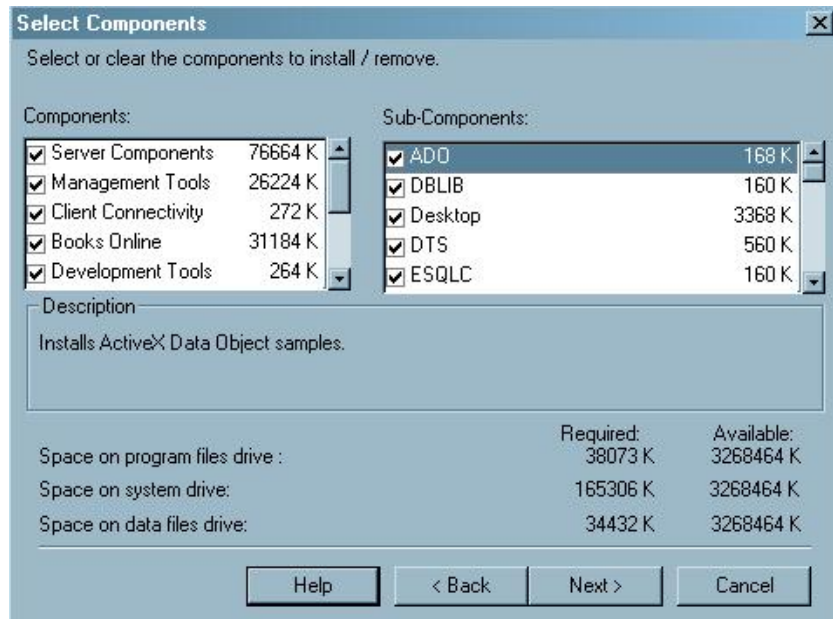 Select Components
Select or clear the components to install / remove.
Components:
Server Components 76664 K
Management Tools 26224 K
Client Connectivity 272 K
Books Online 31184 K
Development Tools 264 K
Sub-Components:
ADO 168 K
DBLIB 160 K
Desktop 3368 K
DTS 560 K
ESQLC 160 K
Description
Installs ActiveX Data Object samples.
Required: Available:
Space on program files drive : 38073 K 3268464 K
Space on system drive: 165306 K 3268464 K
Space on data files drive: 34432 K 3268464 K
Help < Back Next > Cancel